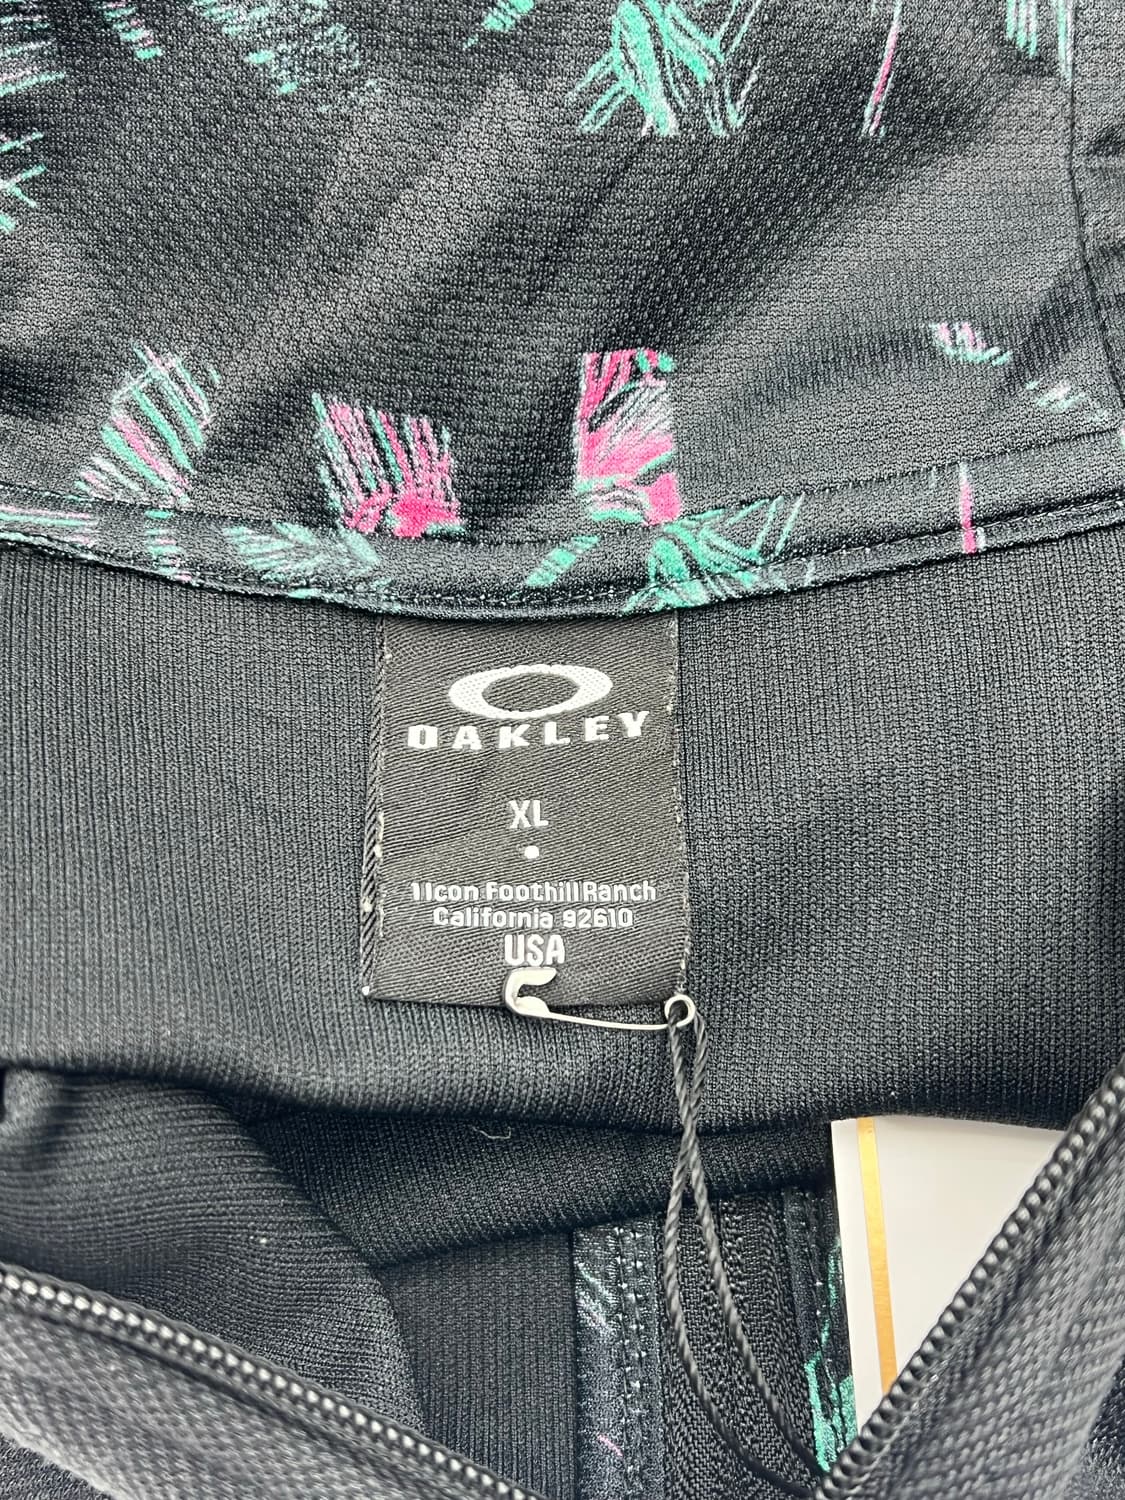 OAKLEY
XL
1 Icon Foothill Ranch
California 92610
USA